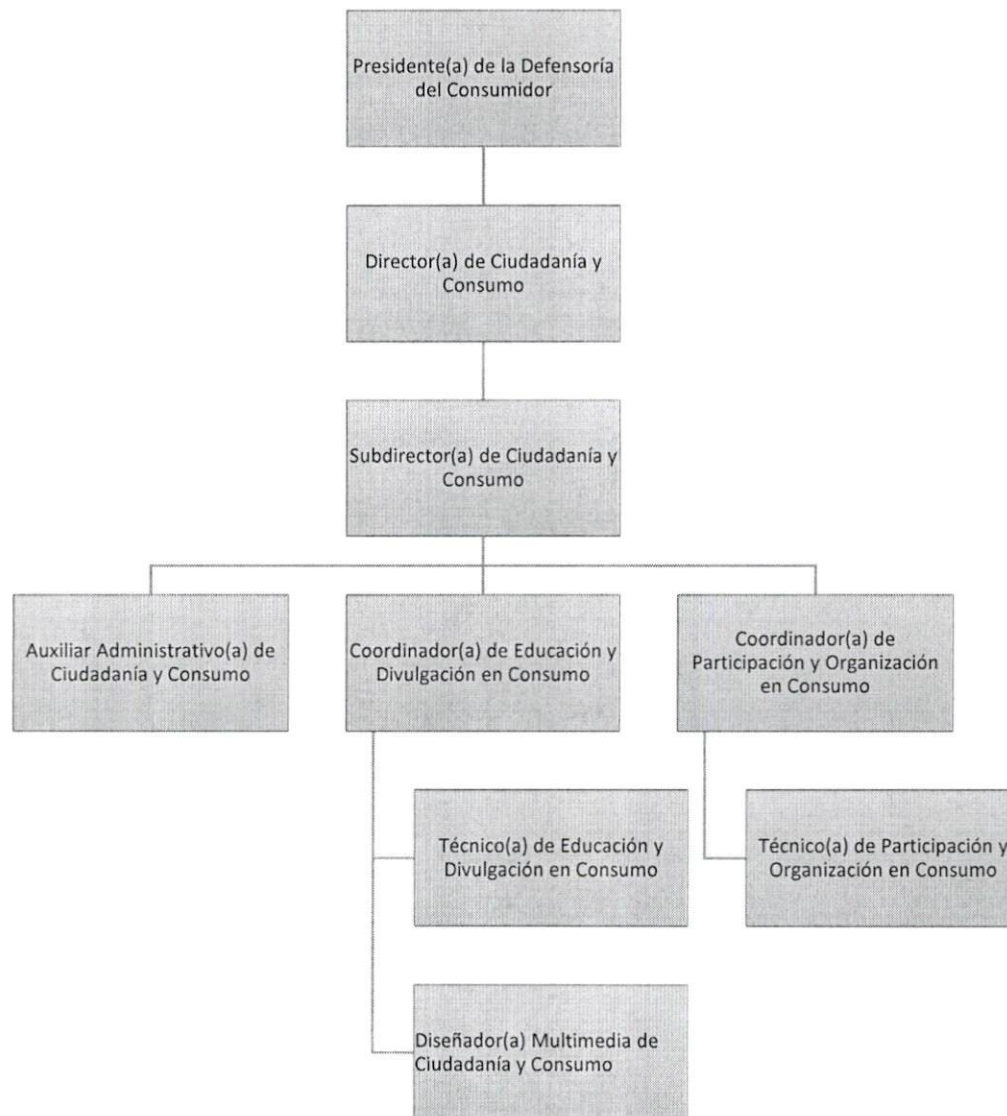 Presidente(a) de la Defensoría
del Consumidor
Director(a) de Ciudadanía y
Consumo
Subdirector(a) de Ciudadanía y
Consumo
Auxiliar Administrativo(a) de
Ciudadanía y Consumo
Coordinador(a) de Educación y
Divulgación en Consumo
Coordinador(a) de
Participación y Organización
en Consumo
Técnico(a) de Educación y
Divulgación en Consumo
Técnico(a) de Participación y
Organización en Consumo
Diseñador(a) Multimedia de
Ciudadanía y Consumo